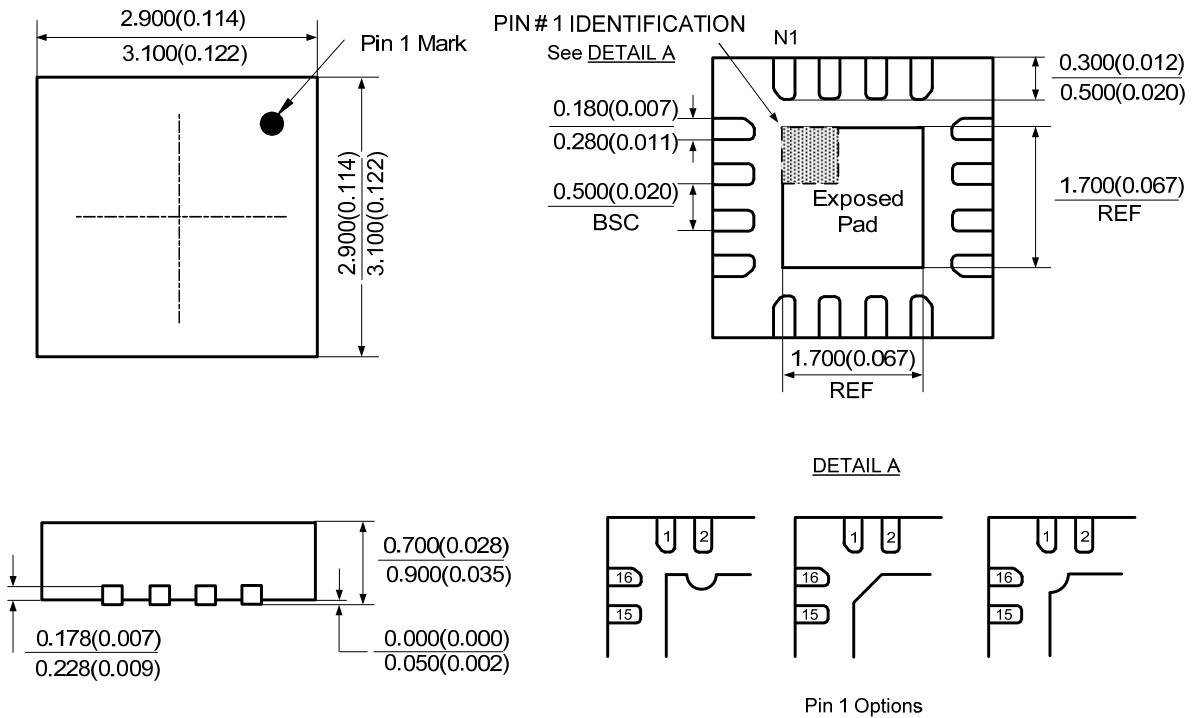 2.900(0.114)
3.100(0.122)
Pin 1 Mark
2.900(0.114)
3.100(0.122)
PIN # 1 IDENTIFICATION
See DETAIL A
N1
0.300(0.012)
0.500(0.020)
0.180(0.007)
0.280(0.011)
0.500(0.020)
BSC
Exposed
Pad
1.700(0.067)
REF
1.700(0.067)
REF
0.700(0.028)
0.900(0.035)
0.178(0.007)
0.228(0.009)
0.000(0.000)
0.050(0.002)
DETAIL A
1 2
16
15
1 2
16
15
1 2
16
15
Pin 1 Options